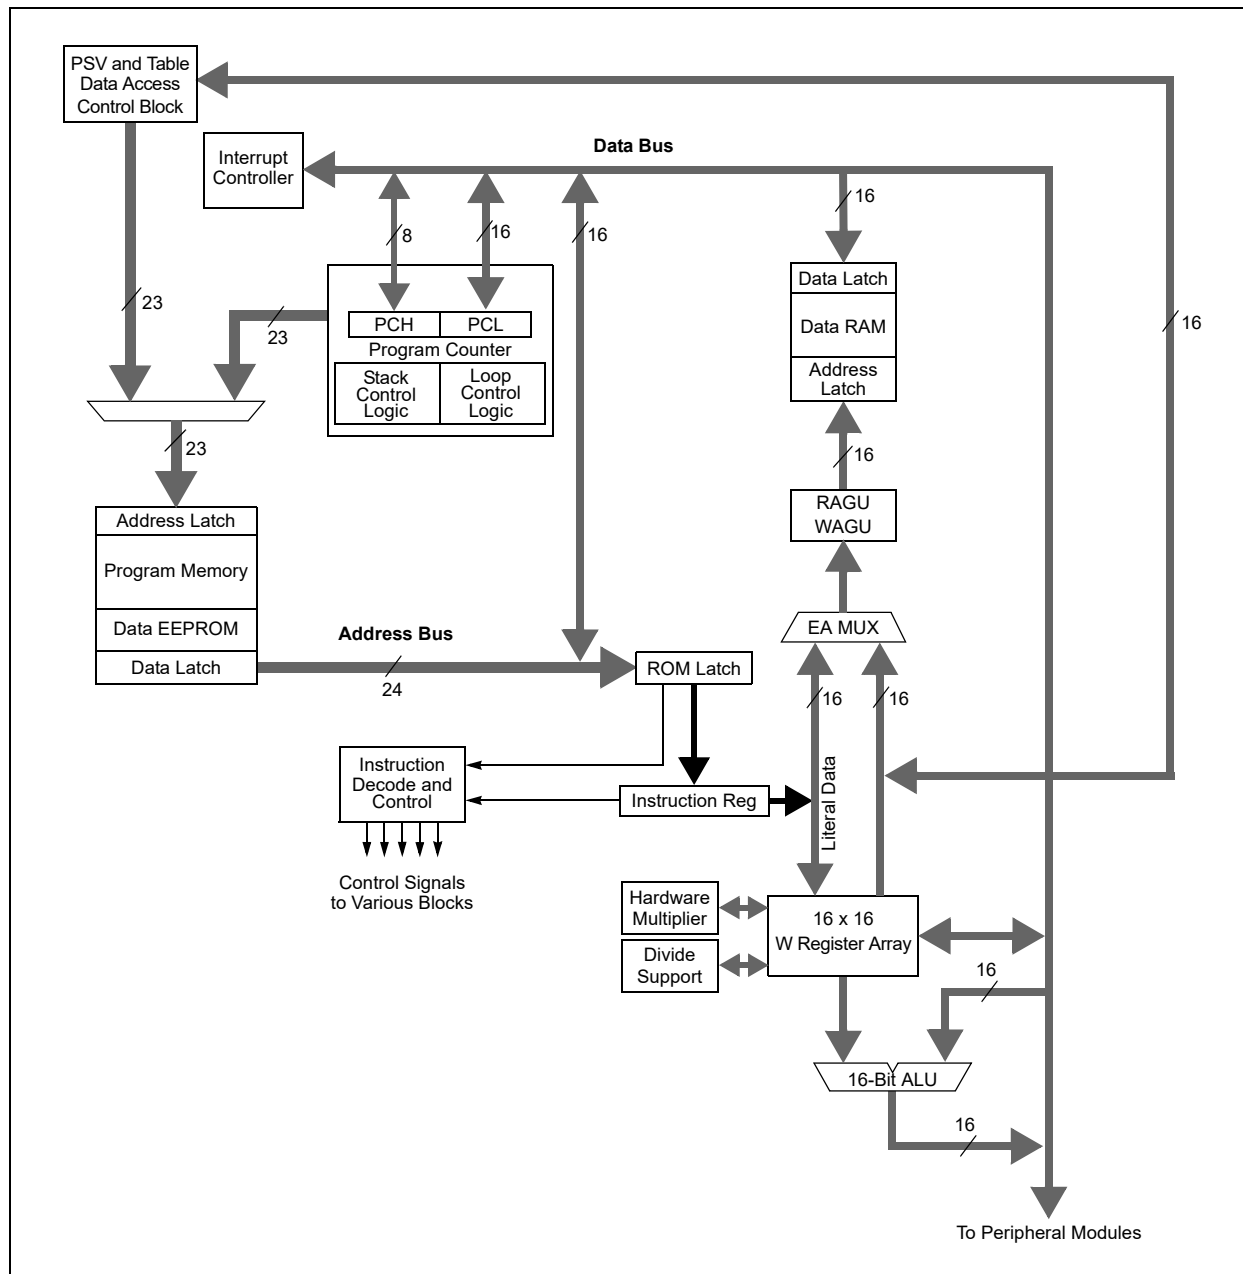 PSV and Table
Data Access
Control Block
Interrupt
Controller
Data Bus
16
8
16
16
23
23
16
Data Latch
Data RAM
Address
Latch
PCH
PCL
Program Counter
Stack
Control
Logic
Loop
Control
Logic
23
16
RAGU
WAGU
Address Latch
Program Memory
Data EEPROM
Data Latch
Address Bus
24
EA MUX
ROM Latch
16
16
Instruction
Decode and
Control
Instruction Reg
Literal Data
Control Signals
to Various Blocks
Hardware
Multiplier
Divide
Support
16 x 16
W Register Array
16
16-Bit ALU
16
To Peripheral Modules